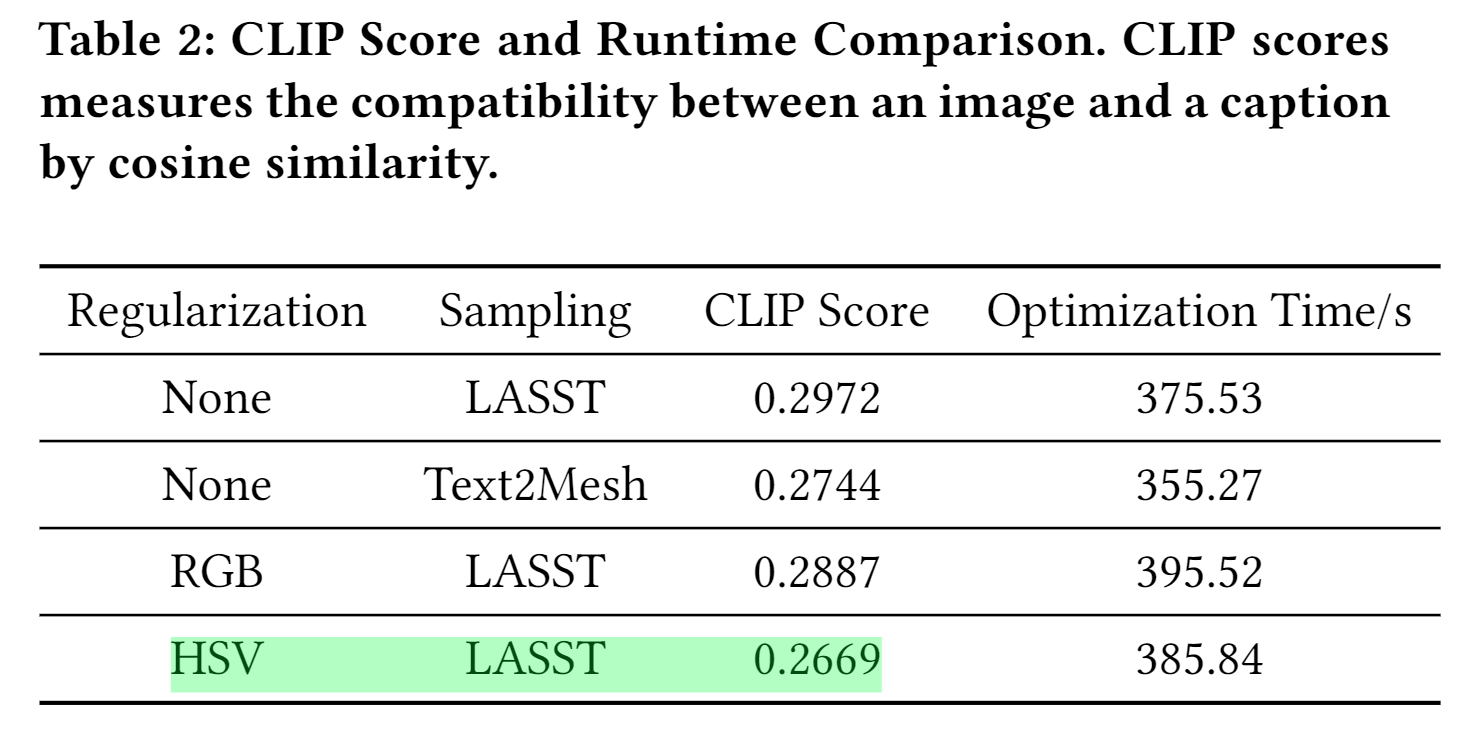 Table 2: CLIP Score and Runtime Comparison. CLIP scores
measures the compatibility between an image and a caption
by cosine similarity.
Regularization Sampling CLIP Score Optimization Time/s
None LASST 0.2972 375.53
None Text2Mesh 0.2744 355.27
RGB LASST 0.2887 395.52
HSV LASST 0.2669 385.84